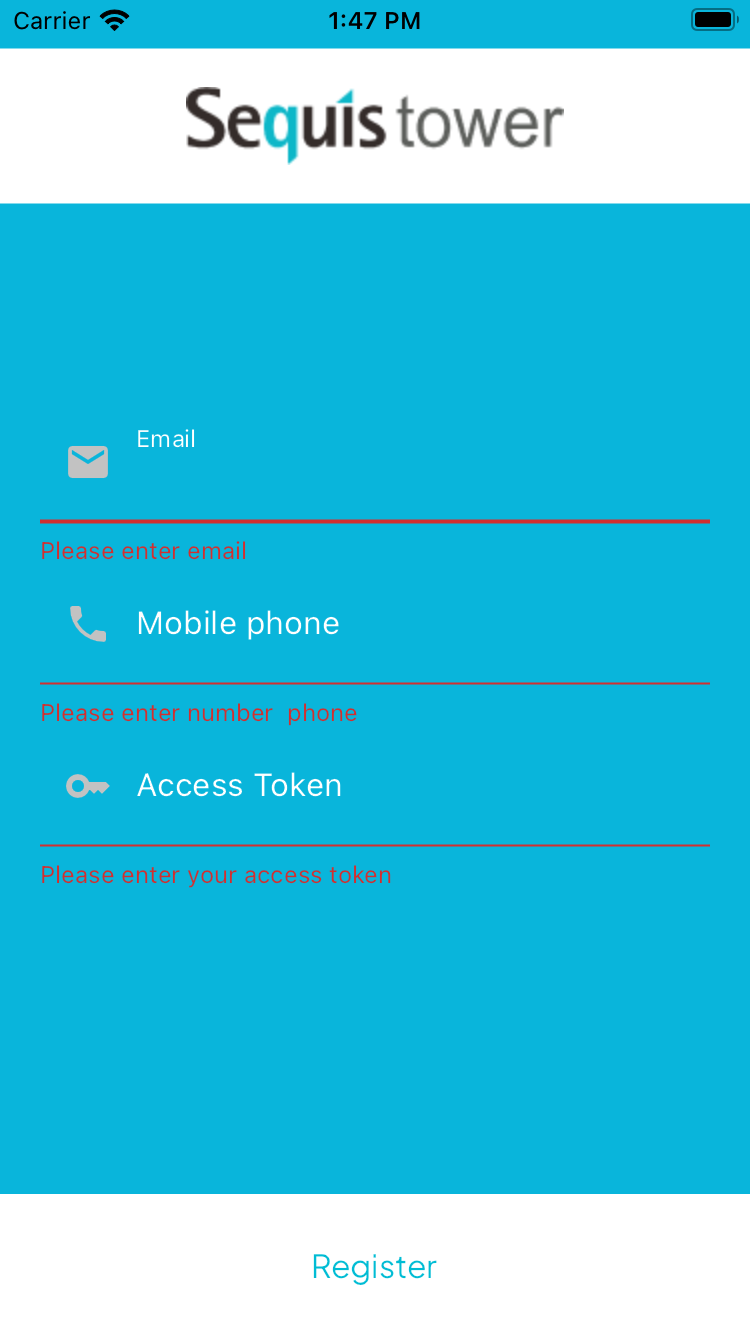 Carrier 1:47 PM
Sequis tower
Email
Please enter email
Mobile phone
Please enter number  phone
Access Token
Please enter your access token
Register